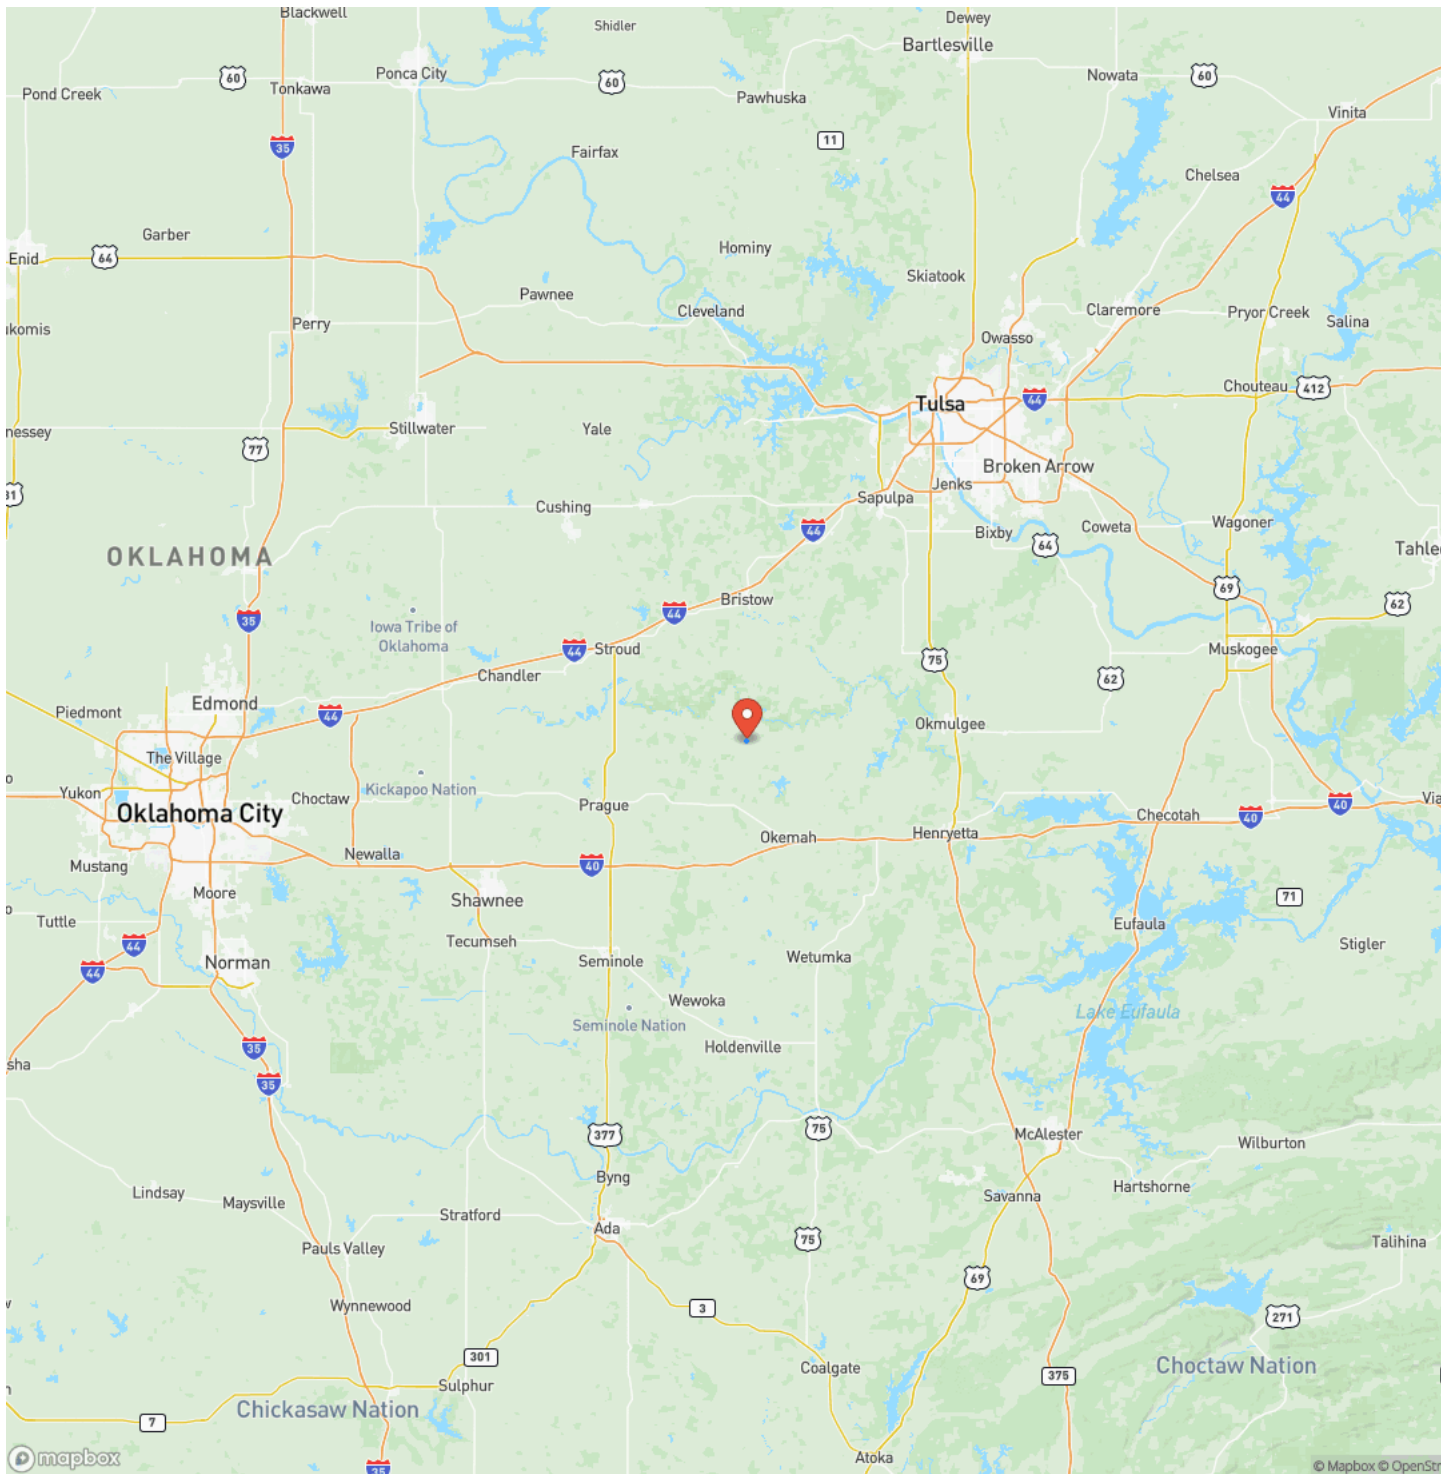 Blackwell
Shidler
Dewey
Bartlesville
Ponca City
60
60
Nowata
60
Tonkawa
Pond Creek
Pawhuska
Vinita
11
35
Fairfax
Chelsea
44
Garber
Hominy
Enid
64
Skiatook
Pawnee
Cleveland
Claremore
Pryor Creek
Salina
Perry
Owasso
komis
Chouteau
412
Tulsa
44
Stillwater
Yale
nessey
77
Broken Arrow
Jenks
31
Sapulpa
Cushing
44
Bixby
Coweta
Wagoner
64
Tahle
OKLAHOMA
69
Bristow
62
44
35
Iowa Tribe of
Oklahoma
44
Stroud
Muskogee
75
Chandler
62
Edmond
Piedmont
44
Okmulgee
The Village
o
Kickapoo Nation
Yukon
Choctaw
Prague
Via
40
Oklahoma City
Checotah
40
Okemah
Henryetta
Newalla
Mustang
40
Moore
Shawnee
71
o
Tuttle
Eufaula
44
Tecumseh
Stigler
44
Norman
Seminole
Wetumka
Wewoka
Lake Eufaula
Seminole Nation
35
Holdenville
sha
35
377
75
McAlester
Wilburton
Byng
Lindsay
Maysville
Hartshorne
Savanna
Stratford
Ada
75
Pauls Valley
Talihina
69
Wynnewood
3
271
301
Coalgate
Choctaw Nation
375
Sulphur
Chickasaw Nation
7
Atoka
mapbox
35
© Mapbox © OpenStr